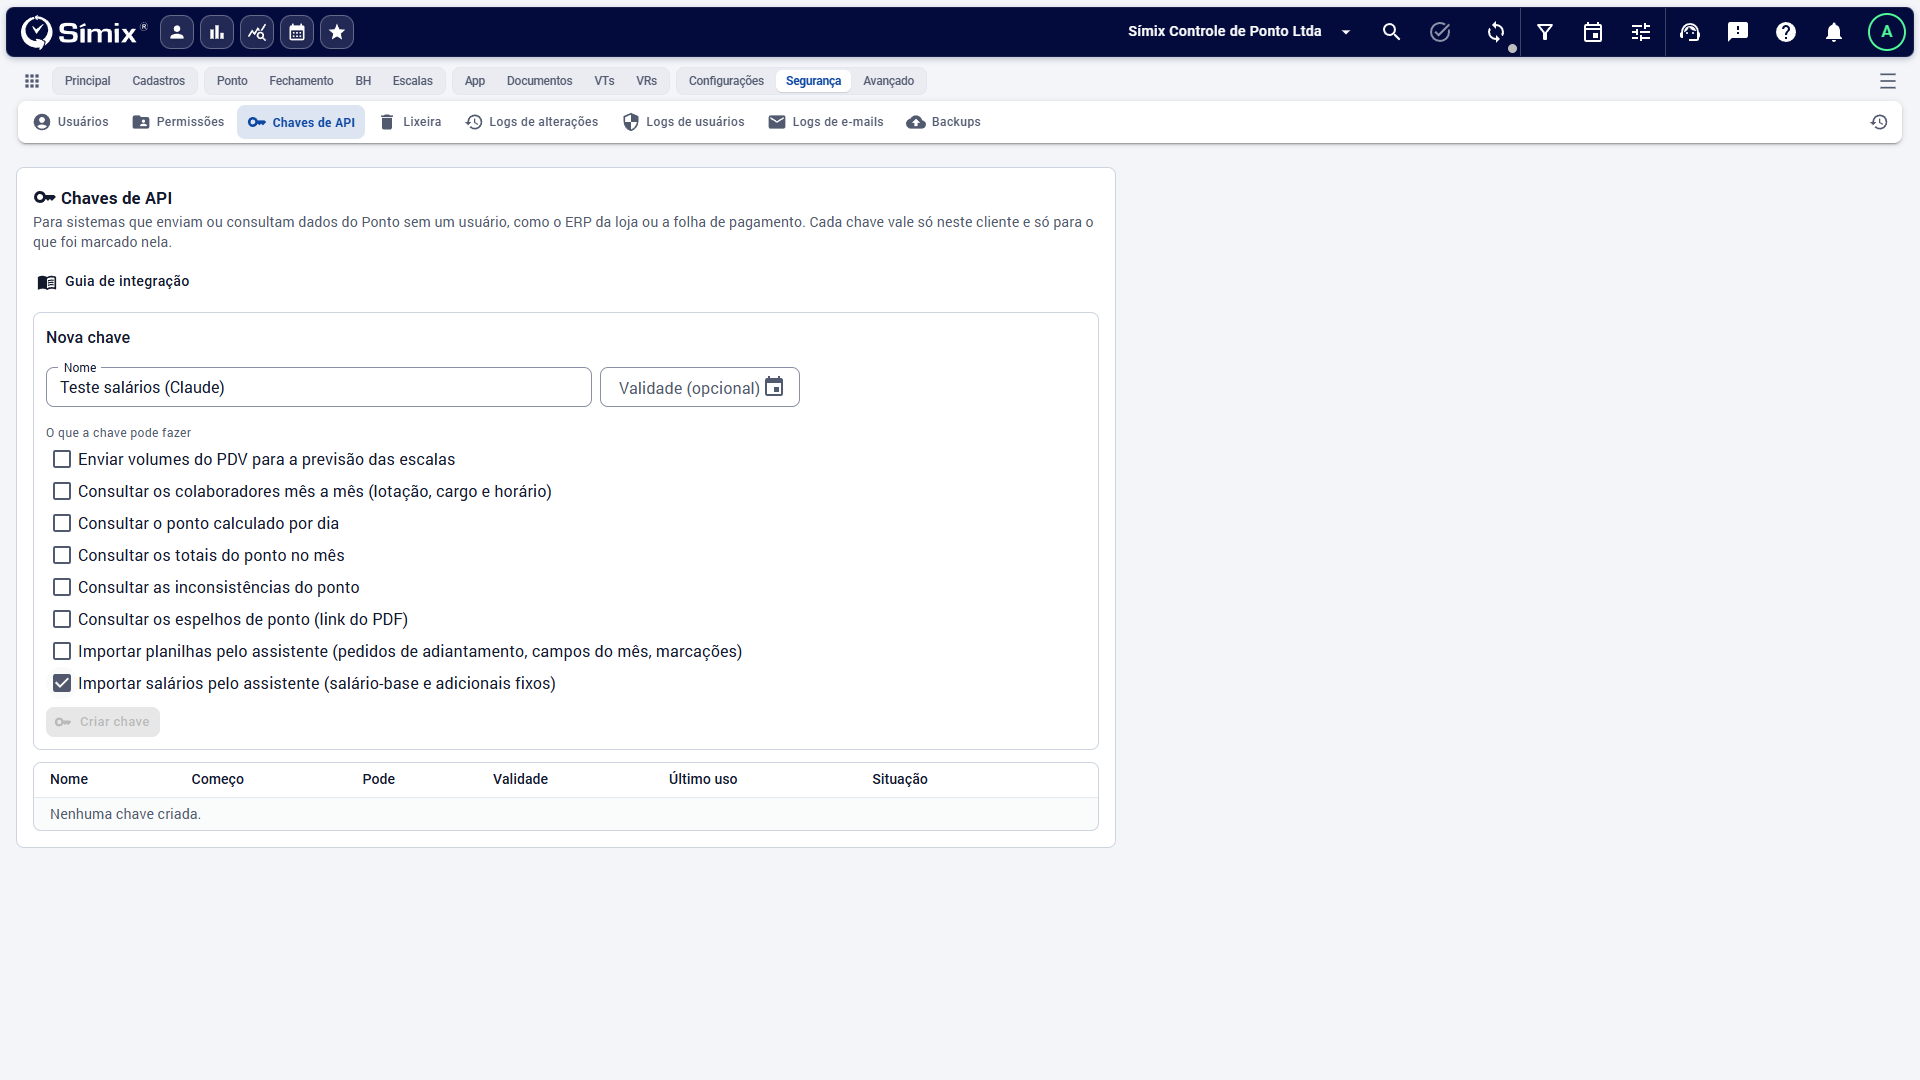 Símix®
Símix Controle de Ponto Ltda
A
Principal
Cadastros
Ponto
Fechamento
BH
Escalas
App
Documentos
VTs
VRs
Configurações
Segurança
Avançado
Usuários
Permissões
Chaves de API
Lixeira
Logs de alterações
Logs de usuários
Logs de e-mails
Backups
Chaves de API
Para sistemas que enviam ou consultam dados do Ponto sem um usuário, como o ERP da loja ou a folha de pagamento. Cada chave vale só neste cliente e só para o
que foi marcado nela.
Guia de integração
Nova chave
Nome
Teste salários (Claude)
Validade (opcional)
O que a chave pode fazer
Enviar volumes do PDV para a previsão das escalas
Consultar os colaboradores mês a mês (lotação, cargo e horário)
Consultar o ponto calculado por dia
Consultar os totais do ponto no mês
Consultar as inconsistências do ponto
Consultar os espelhos de ponto (link do PDF)
Importar planilhas pelo assistente (pedidos de adiantamento, campos do mês, marcações)
Importar salários pelo assistente (salário-base e adicionais fixos)
Criar chave
Nome
Começo
Pode
Validade
Último uso
Situação
Nenhuma chave criada.